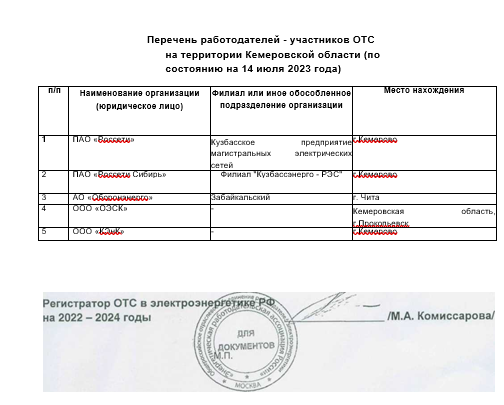 Перечень работодателей - участников ОТС
на территории Кемеровской области (по
состоянию на 14 июля 2023 года)
п/п Наименование организации (юридическое лицо) Филиал или иное обособленное подразделение организации Место нахождения
1 ПАО «Россети» Кузбасское предприятие магистральных электрических сетей г.Кемерово
2 ПАО «Россети Сибирь» Филиал "Кузбассэнерго - РЭС" г.Кемерово
3 АО «Оборонэнерго» Забайкальский г. Чита
4 ООО «ОЭСК» - Кемеровская область, г.Прокопьевск
5 ООО «КЭнК» - г.Кемерово
Регистратор ОТС в электроэнергетике РФ
на 2022 – 2024 годы /М.А. Комиссарова/
ДЛЯ
ДОКУМЕНТОВ
М.П.
МОСКВА